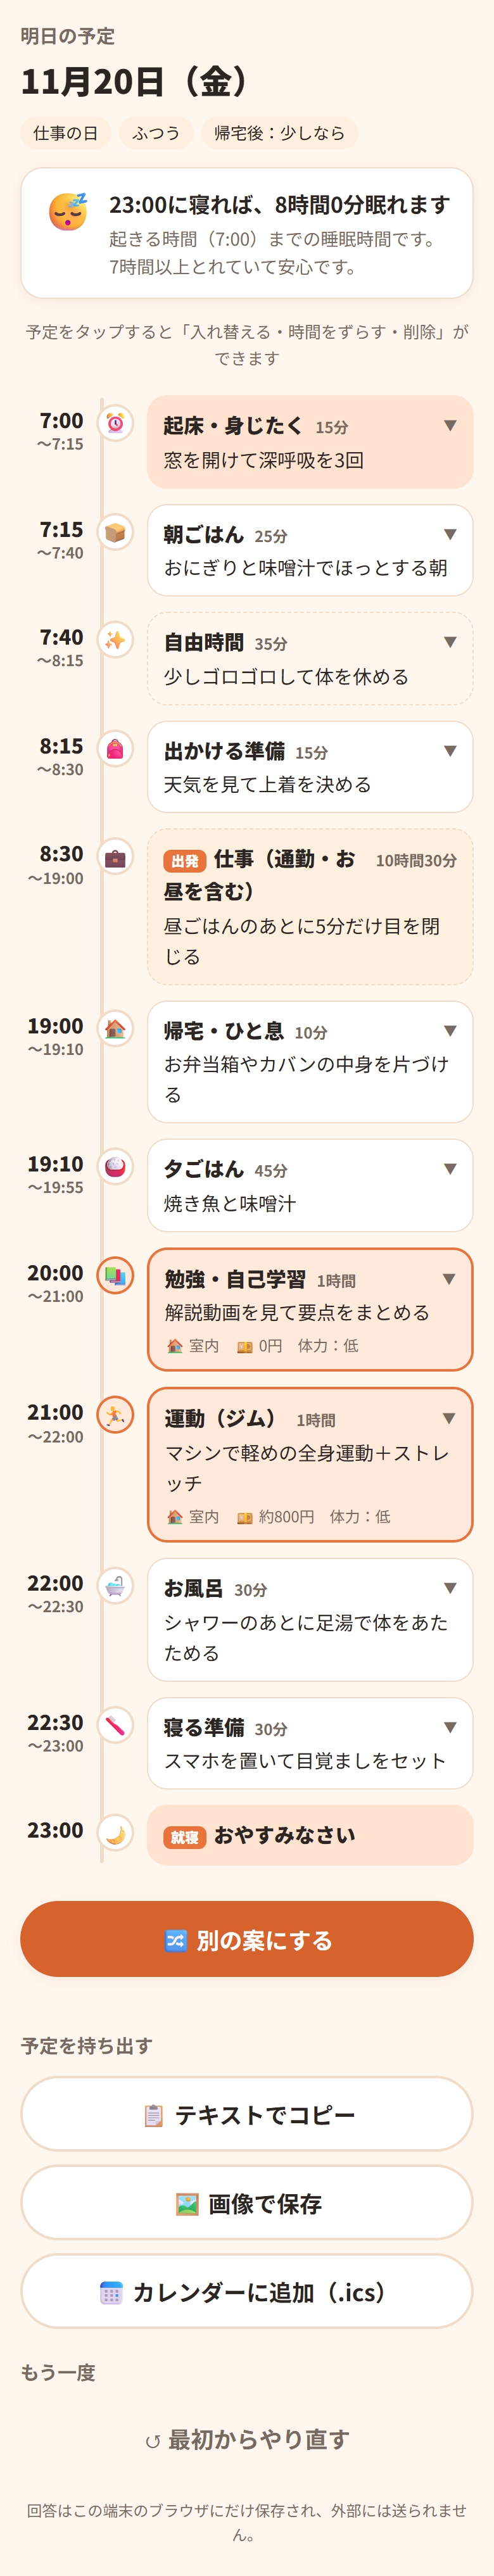 明日の予定
11月20日（金）
仕事の日 ふつう 帰宅後：少しなら
23:00に寝れば、8時間0分眠れます
起きる時間（7:00）までの睡眠時間です。
7時間以上とれていて安心です。
予定をタップすると「入れ替える・時間をずらす・削除」が
できます
7:00 起床・身じたく 15分 ▼
〜7:15 窓を開けて深呼吸を3回
7:15 朝ごはん 25分 ▼
〜7:40 おにぎりと味噌汁でほっとする朝
7:40 自由時間 35分 ▼
〜8:15 少しゴロゴロして体を休める
8:15 出かける準備 15分 ▼
〜8:30 天気を見て上着を決める
8:30 出発 仕事（通勤・お 10時間30分
〜19:00 昼を含む）
昼ごはんのあとに5分だけ目を閉
じる
19:00 帰宅・ひと息 10分 ▼
〜19:10 お弁当箱やカバンの中身を片づけ
る
19:10 夕ごはん 45分 ▼
〜19:55 焼き魚と味噌汁
20:00 勉強・自己学習 1時間 ▼
〜21:00 解説動画を見て要点をまとめる
室内 0円 体力：低
21:00 運動（ジム） 1時間 ▼
〜22:00 マシンで軽めの全身運動＋ストレ
ッチ
室内 約800円 体力：低
22:00 お風呂 30分 ▼
〜22:30 シャワーのあとに足湯で体をあた
ためる
22:30 寝る準備 30分 ▼
〜23:00 スマホを置いて目覚ましをセット
23:00 就寝 おやすみなさい
別の案にする
予定を持ち出す
テキストでコピー
画像で保存
カレンダーに追加（.ics）
もう一度
最初からやり直す
回答はこの端末のブラウザにだけ保存され、外部には送られませ
ん。